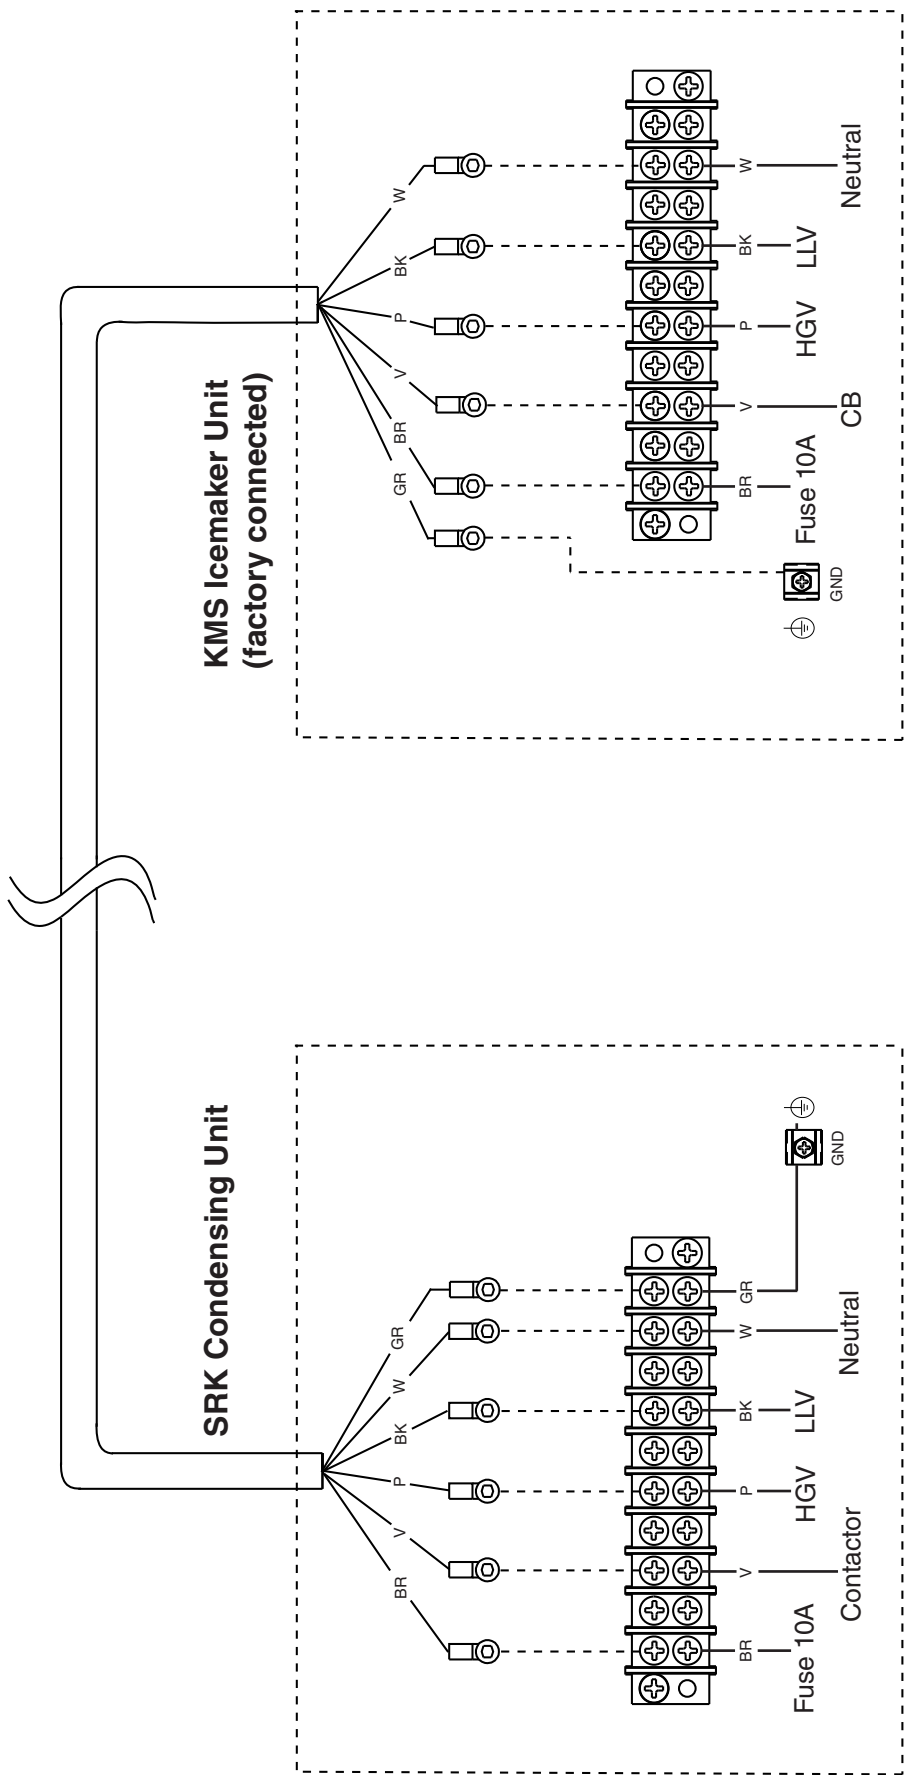 SRK Condensing Unit
BR
V
P
BK
W
GR
BR
V
P
BK
W
GR
Fuse 10A
Contactor
HGV
LLV
Neutral
GND
KMS Icemaker Unit
(factory connected)
GR
BR
V
P
BK
W
BR
V
P
BK
W
GND
Fuse 10A
CB
HGV
LLV
Neutral